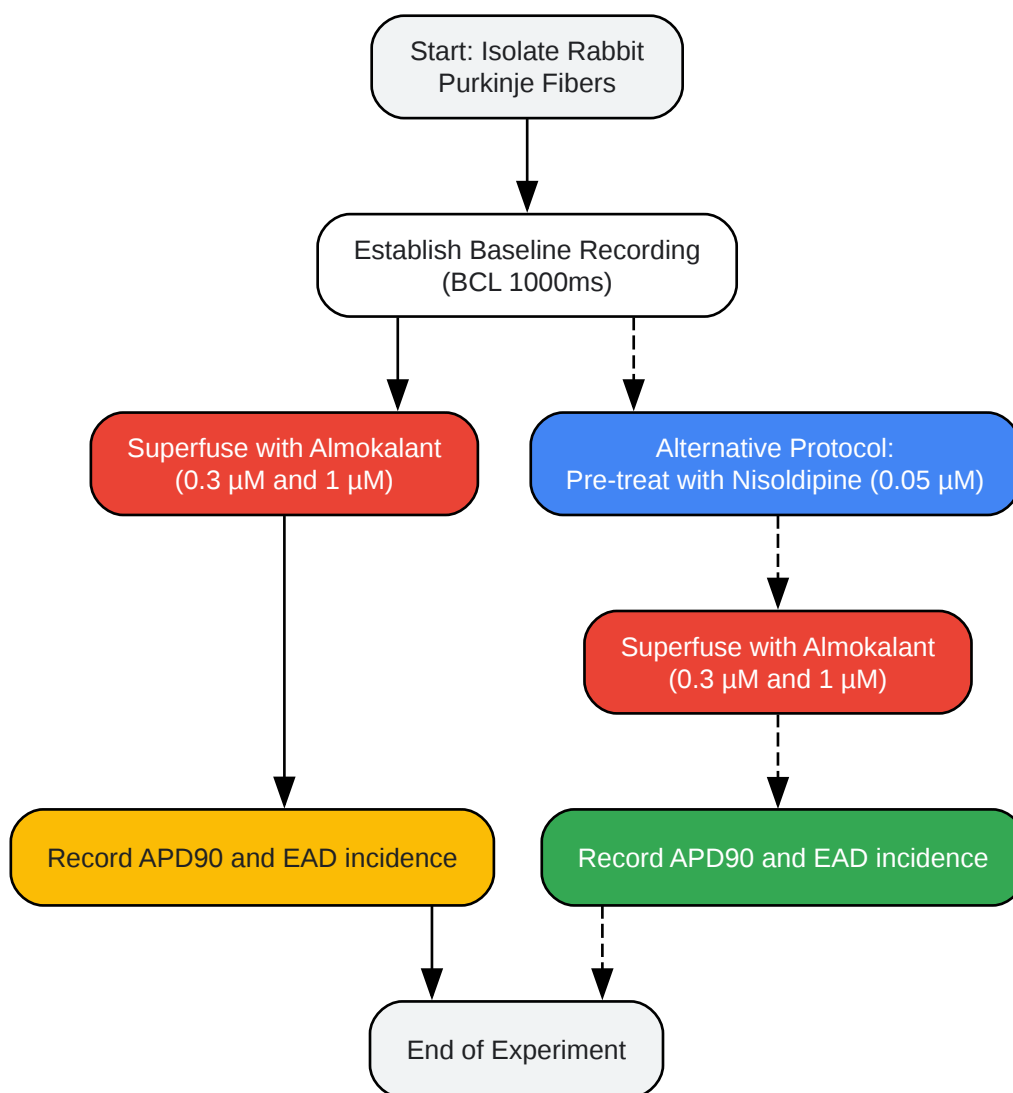 Start: Isolate Rabbit
Purkinje Fibers
Establish Baseline Recording
(BCL 1000ms)
Superfuse with Almokalant
(0.3 µM and 1 µM)
Alternative Protocol:
Pre-treat with Nisoldipine (0.05 µM)
Superfuse with Almokalant
(0.3 µM and 1 µM)
Record APD90 and EAD incidence
Record APD90 and EAD incidence
End of Experiment